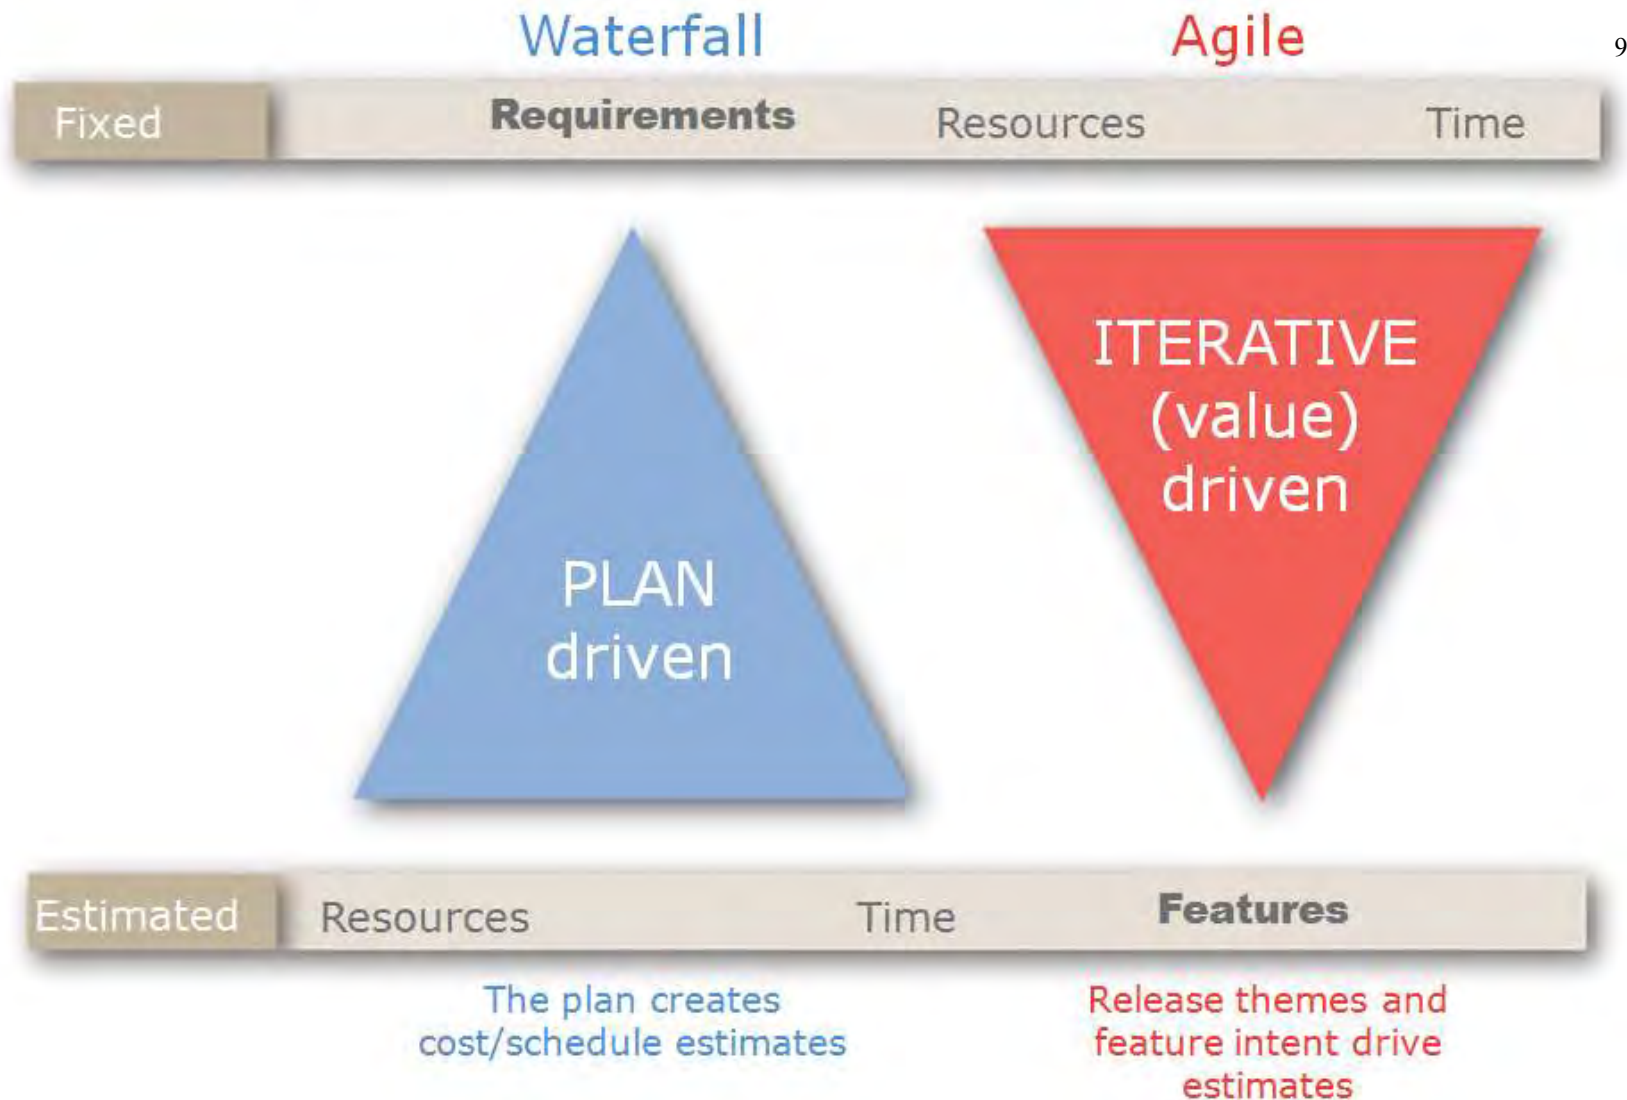 Waterfall
Agile
9
Fixed
Requirements
Resources
Time
PLAN
driven
ITERATIVE
(value)
driven
Estimated
Resources
Time
Features
The plan creates
cost/schedule estimates
Release themes and
feature intent drive
estimates